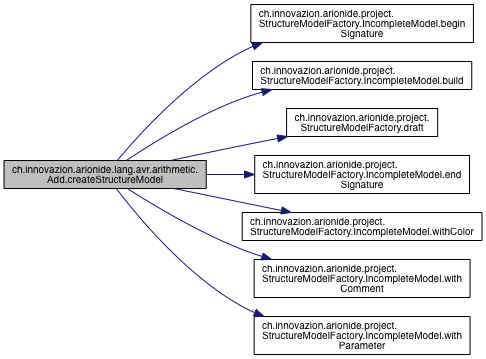 ch.innovazion.arionide.project.
StructureModelFactory.IncompleteModel.begin
Signature
ch.innovazion.arionide.project.
StructureModelFactory.IncompleteModel.build
ch.innovazion.arionide.project.
StructureModelFactory.draft
ch.innovazion.arionide.lang.avr.arithmetic.
Add.createStructureModel
ch.innovazion.arionide.project.
StructureModelFactory.IncompleteModel.end
Signature
ch.innovazion.arionide.project.
StructureModelFactory.IncompleteModel.withColor
ch.innovazion.arionide.project.
StructureModelFactory.IncompleteModel.with
Comment
ch.innovazion.arionide.project.
StructureModelFactory.IncompleteModel.with
Parameter